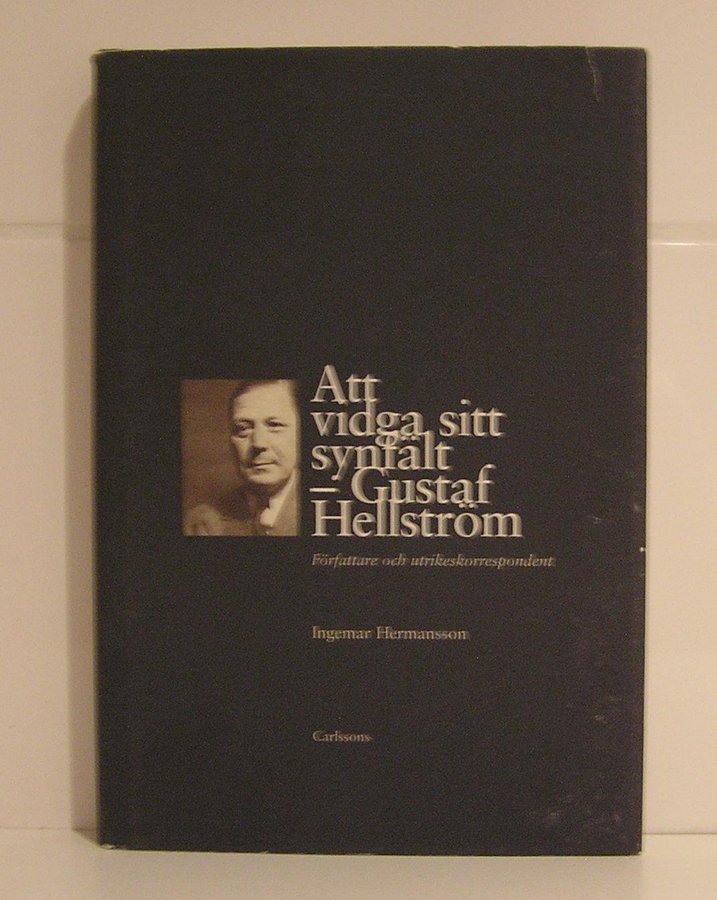 Att
vidga sitt
synfält
– Gustaf
Hellström
Författare och utrikeskorrespondent
Ingemar Hermansson
Carlssons